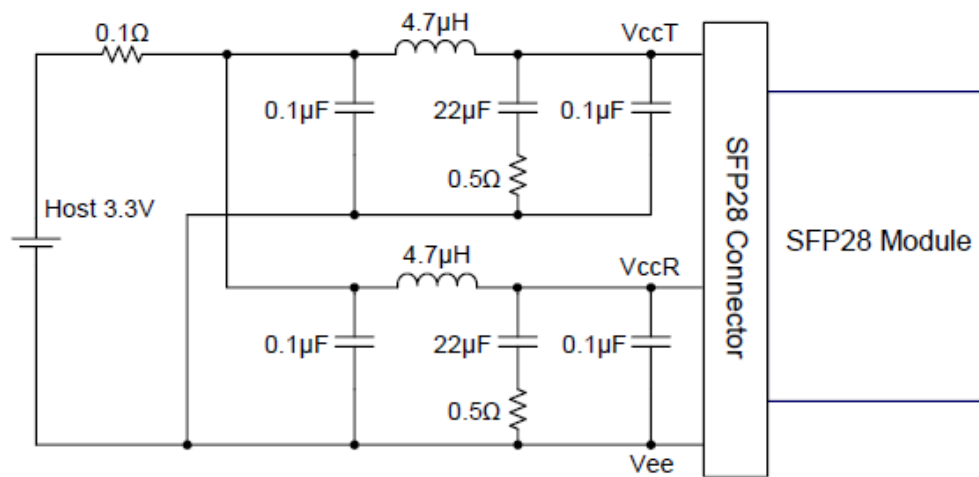 4.7µH
VccT
0.1Ω
0.1µF
22µF
0.1µF
0.5Ω
Host 3.3V
4.7µH
VccR
0.1µF
22µF
0.1µF
0.5Ω
Vee
SFP28 Connector
SFP28 Module